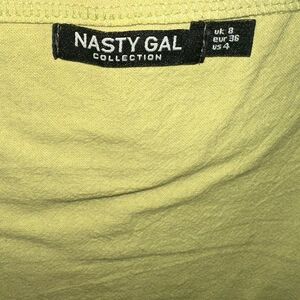 NASTY GAL
COLLECTION
uk 8
eur 36
us 4